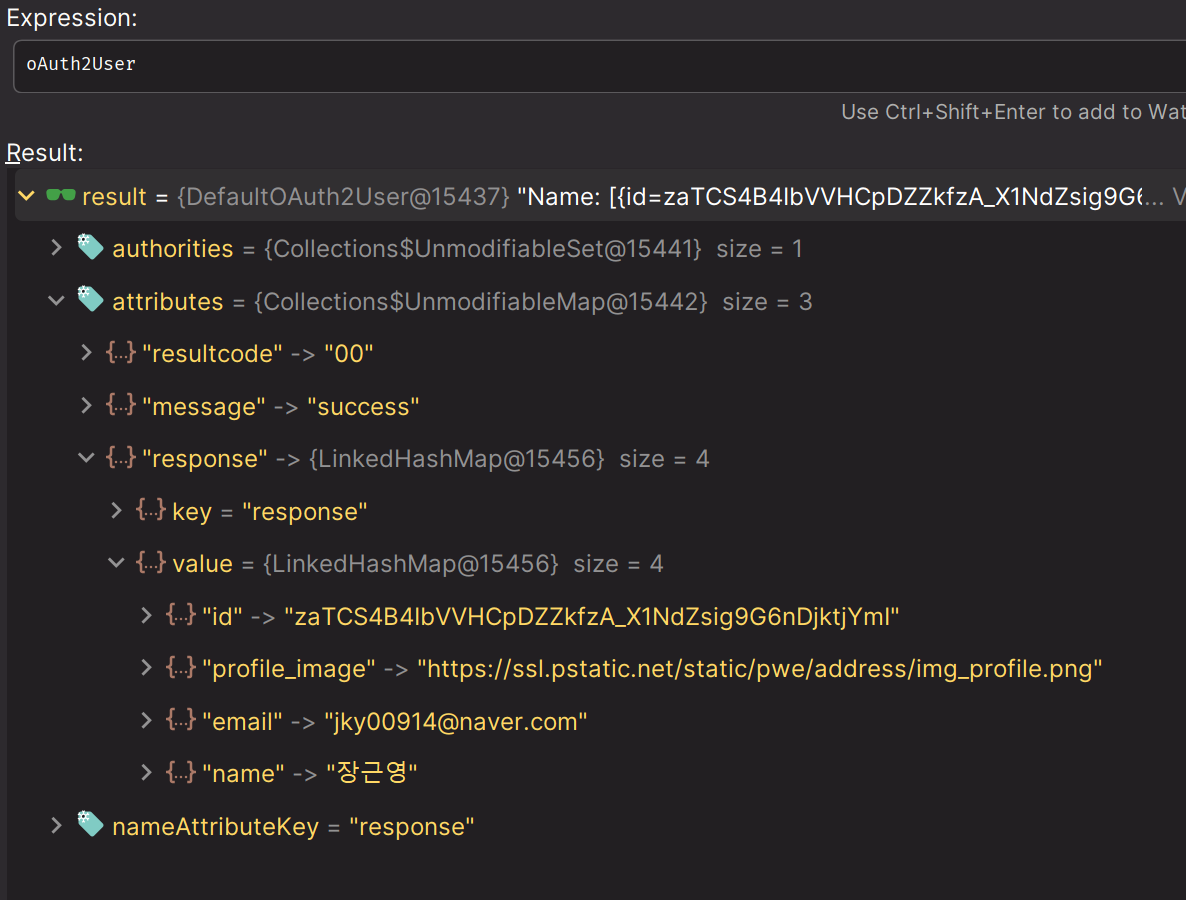 Expression:
oAuth2User
Use Ctrl+Shift+Enter to add to Wat
Result:
result = {DefaultOAuth2User@15437} "Name: [{id=zaTCS4B4IbVVHCpDZZkfzA_X1NdZsig9G6... V
authorities = {Collections$UnmodifiableSet@15441} size = 1
attributes = {Collections$UnmodifiableMap@15442} size = 3
{...} "resultcode" -> "00"
{...} "message" -> "success"
{...} "response" -> {LinkedHashMap@15456} size = 4
{...} key = "response"
{...} value = {LinkedHashMap@15456} size = 4
{...} "id" -> "zaTCS4B4IbVVHCpDZZkfzA_X1NdZsig9G6nDjktjYmI"
{...} "profile_image" -> "https://ssl.pstatic.net/static/pwe/address/img_profile.png"
{...} "email" -> "jky00914@naver.com"
{...} "name" -> "장근영"
nameAttributeKey = "response"